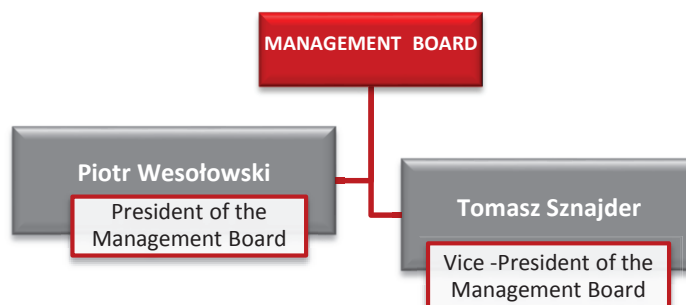 MANAGEMENT BOARD
Piotr Wesołowski
President of the
Management Board
Tomasz Sznajder
Vice -President of the
Management Board